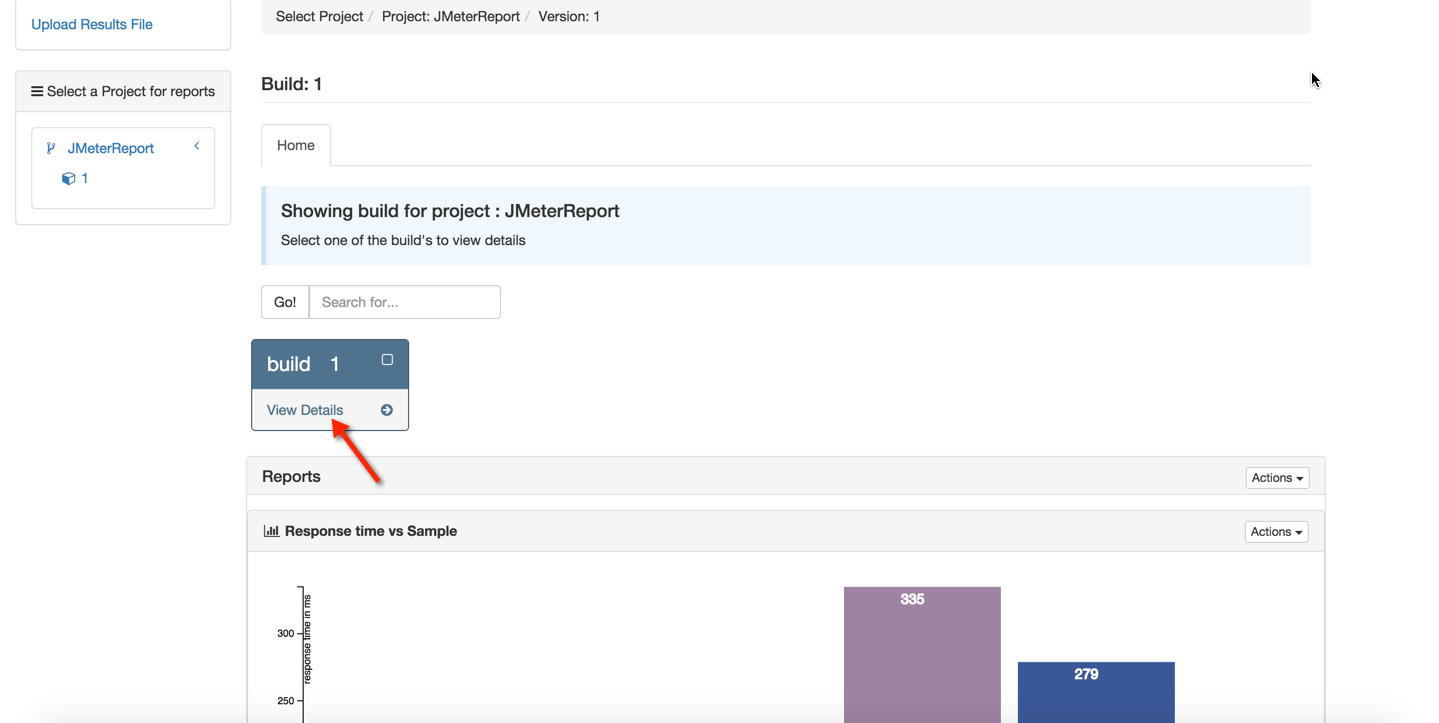 Upload Results File
Select a Project for reports
JMeterReport
1
Select Project / Project: JMeterReport / Version: 1
Build: 1
Home
Showing build for project : JMeterReport
Select one of the build's to view details
Go! Search for...
build 1
View Details
Reports Actions
Response time vs Sample Actions
response time in ms
300
250
335
279